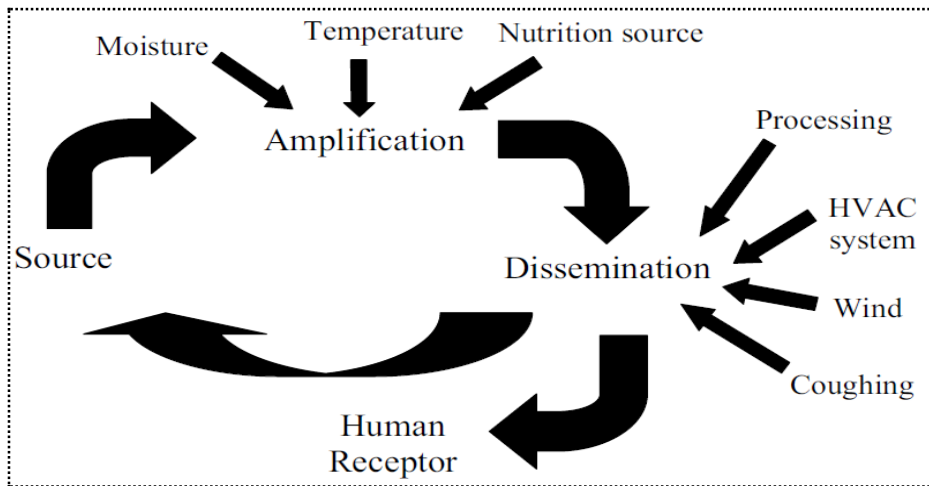 Moisture
Temperature
Nutrition source
Amplification
Processing
HVAC
system
Source
Dissemination
Wind
Coughing
Human
Receptor